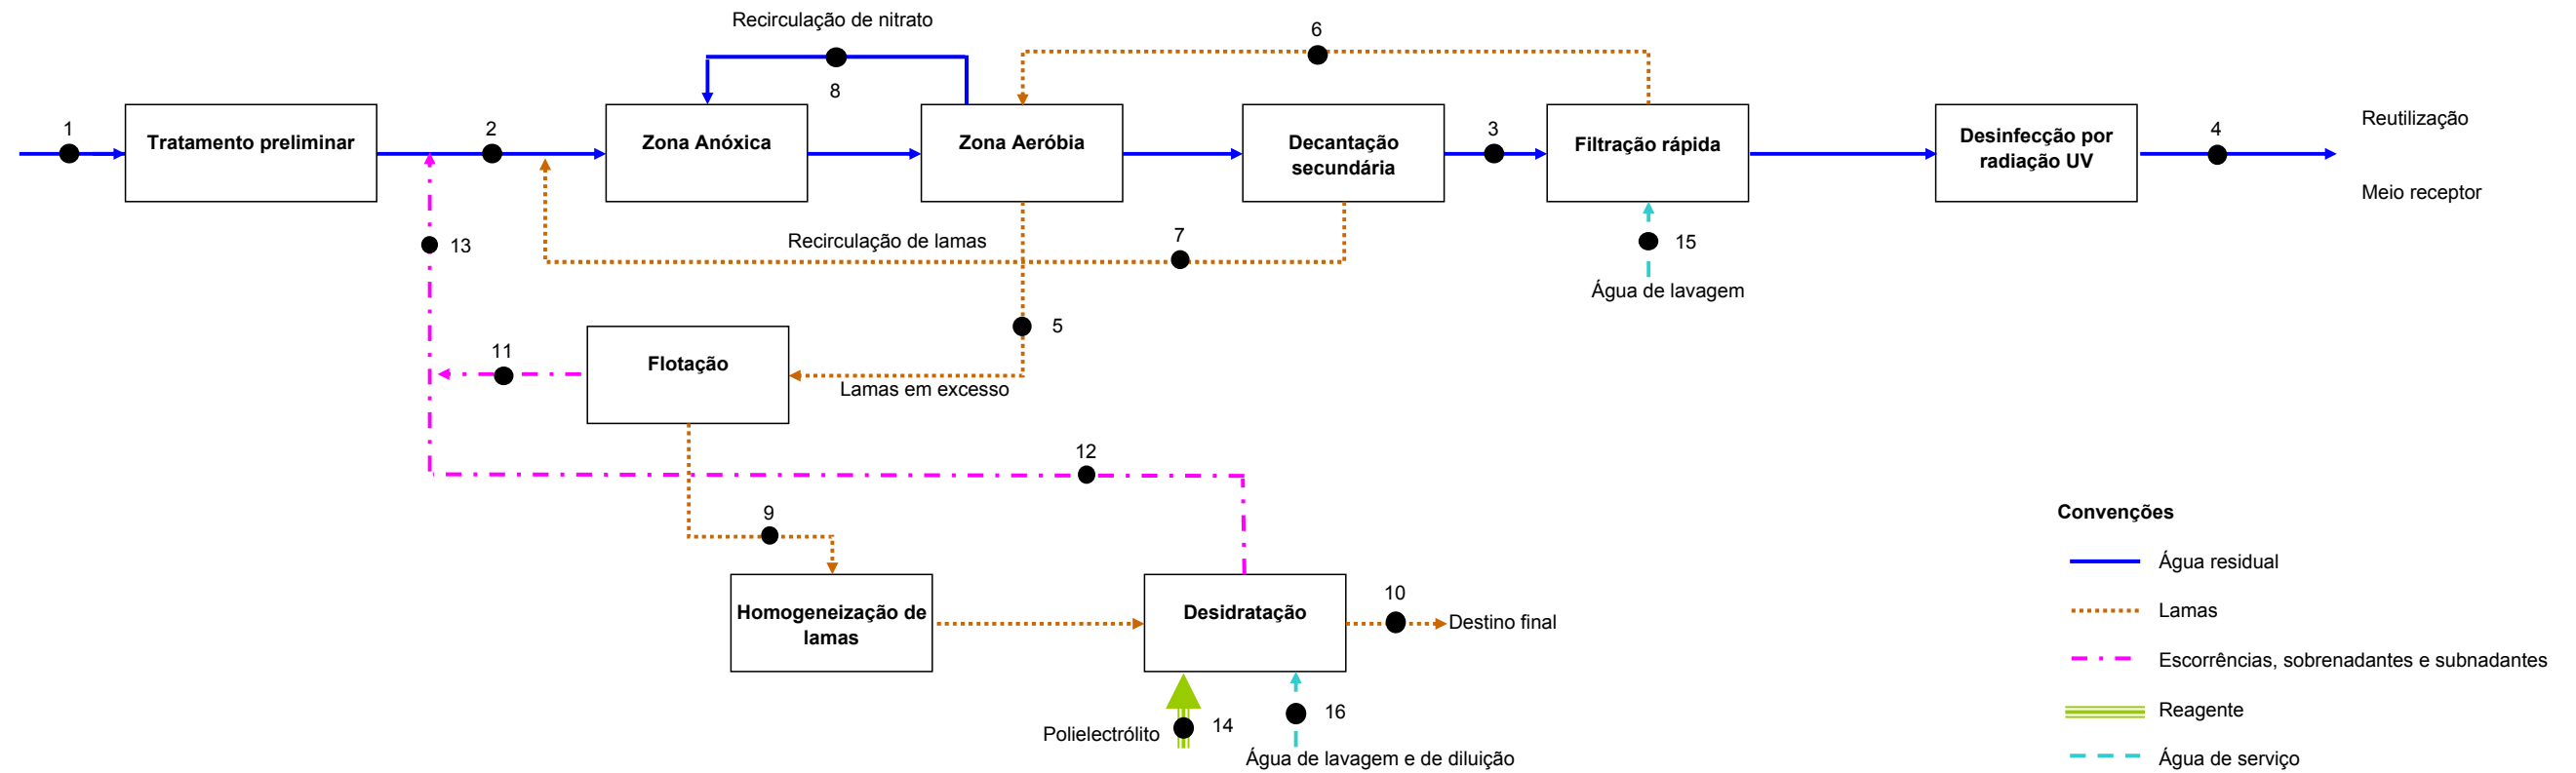 Recirculação de nitrato
6
8
1
2
3
4
Tratamento preliminar
Zona Anóxica
Zona Aeróbia
Decantação
secundária
Filtração rápida
Desinfecção por
radiação UV
Reutilização
Meio receptor
13
Recirculação de lamas
7
15
Água de lavagem
5
11
Flotação
Lamas em excesso
12
9
Homogeneização de
lamas
Desidratação
10
Destino final
Polielectrólito
14
16
Água de lavagem e de diluição
Convenções
Água residual
Lamas
Escorrências, sobrenadantes e subnadantes
Reagente
Água de serviço